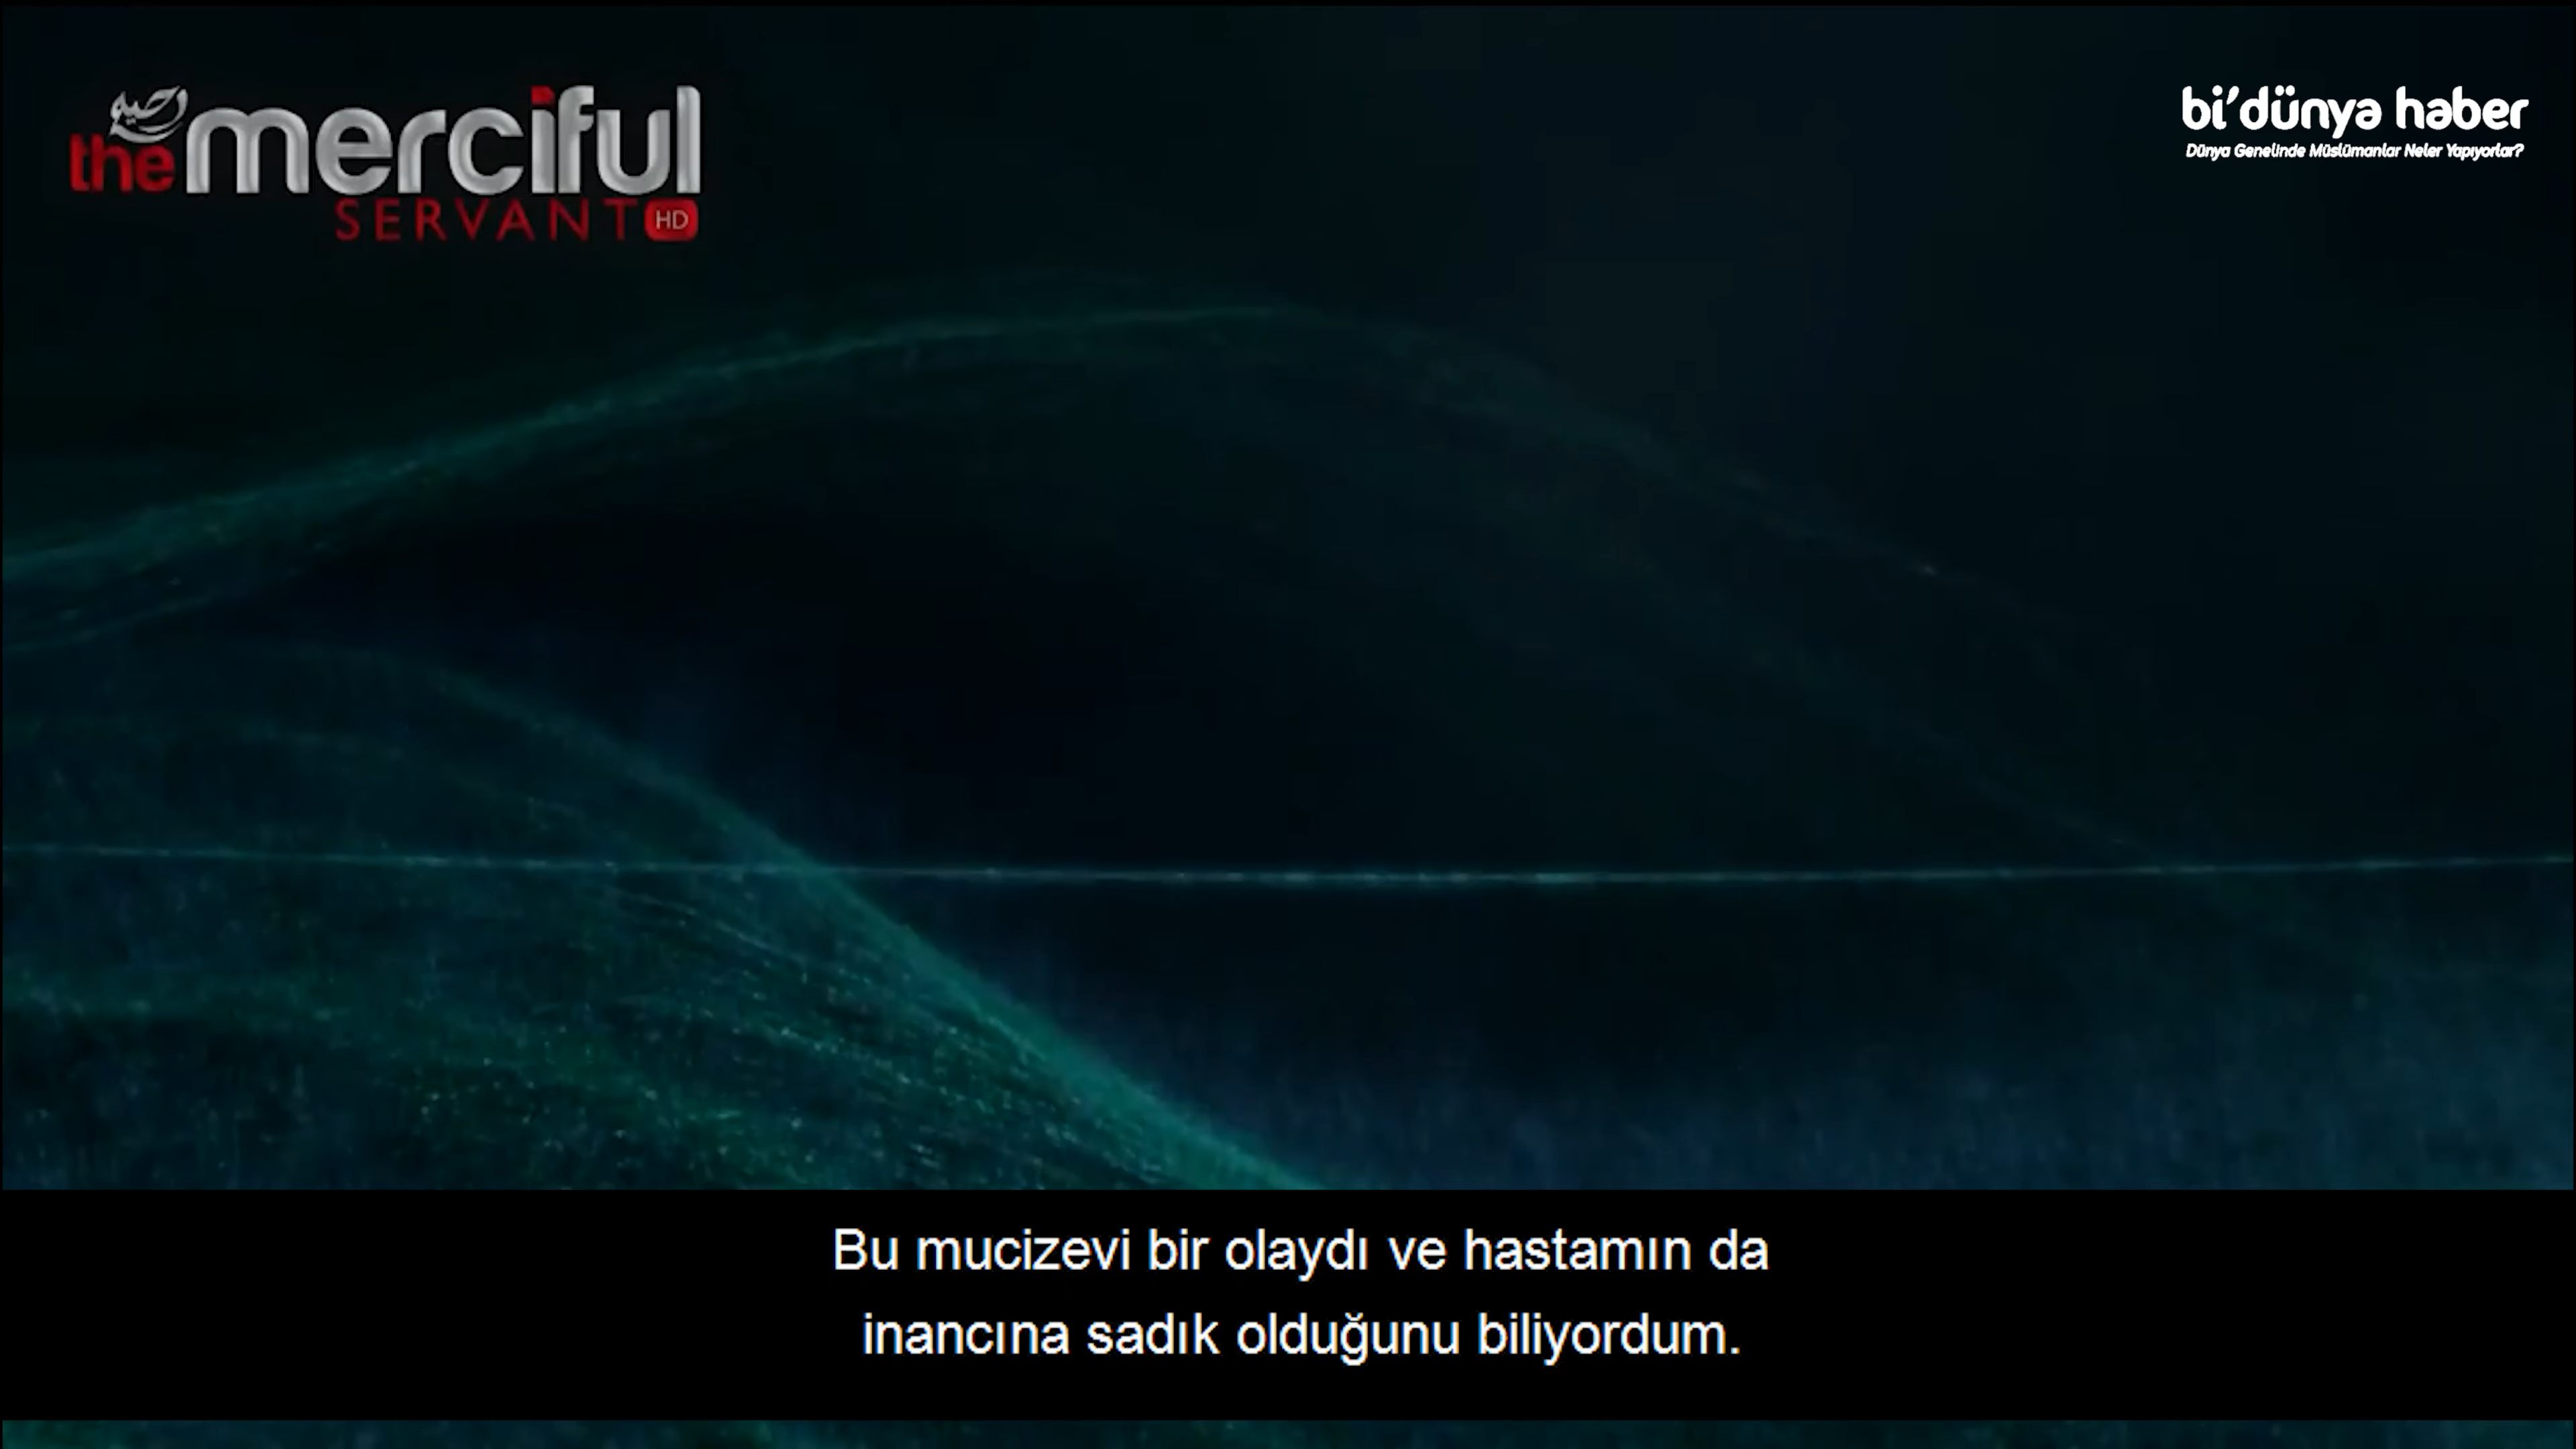 the merciful
SERVANT HD
bi'dünya haber
Dünya Genelinde Müslümanlar Neler Yapıyorlar?
Bu mucizevi bir olaydı ve hastamın da
inancına sadık olduğunu biliyordum.